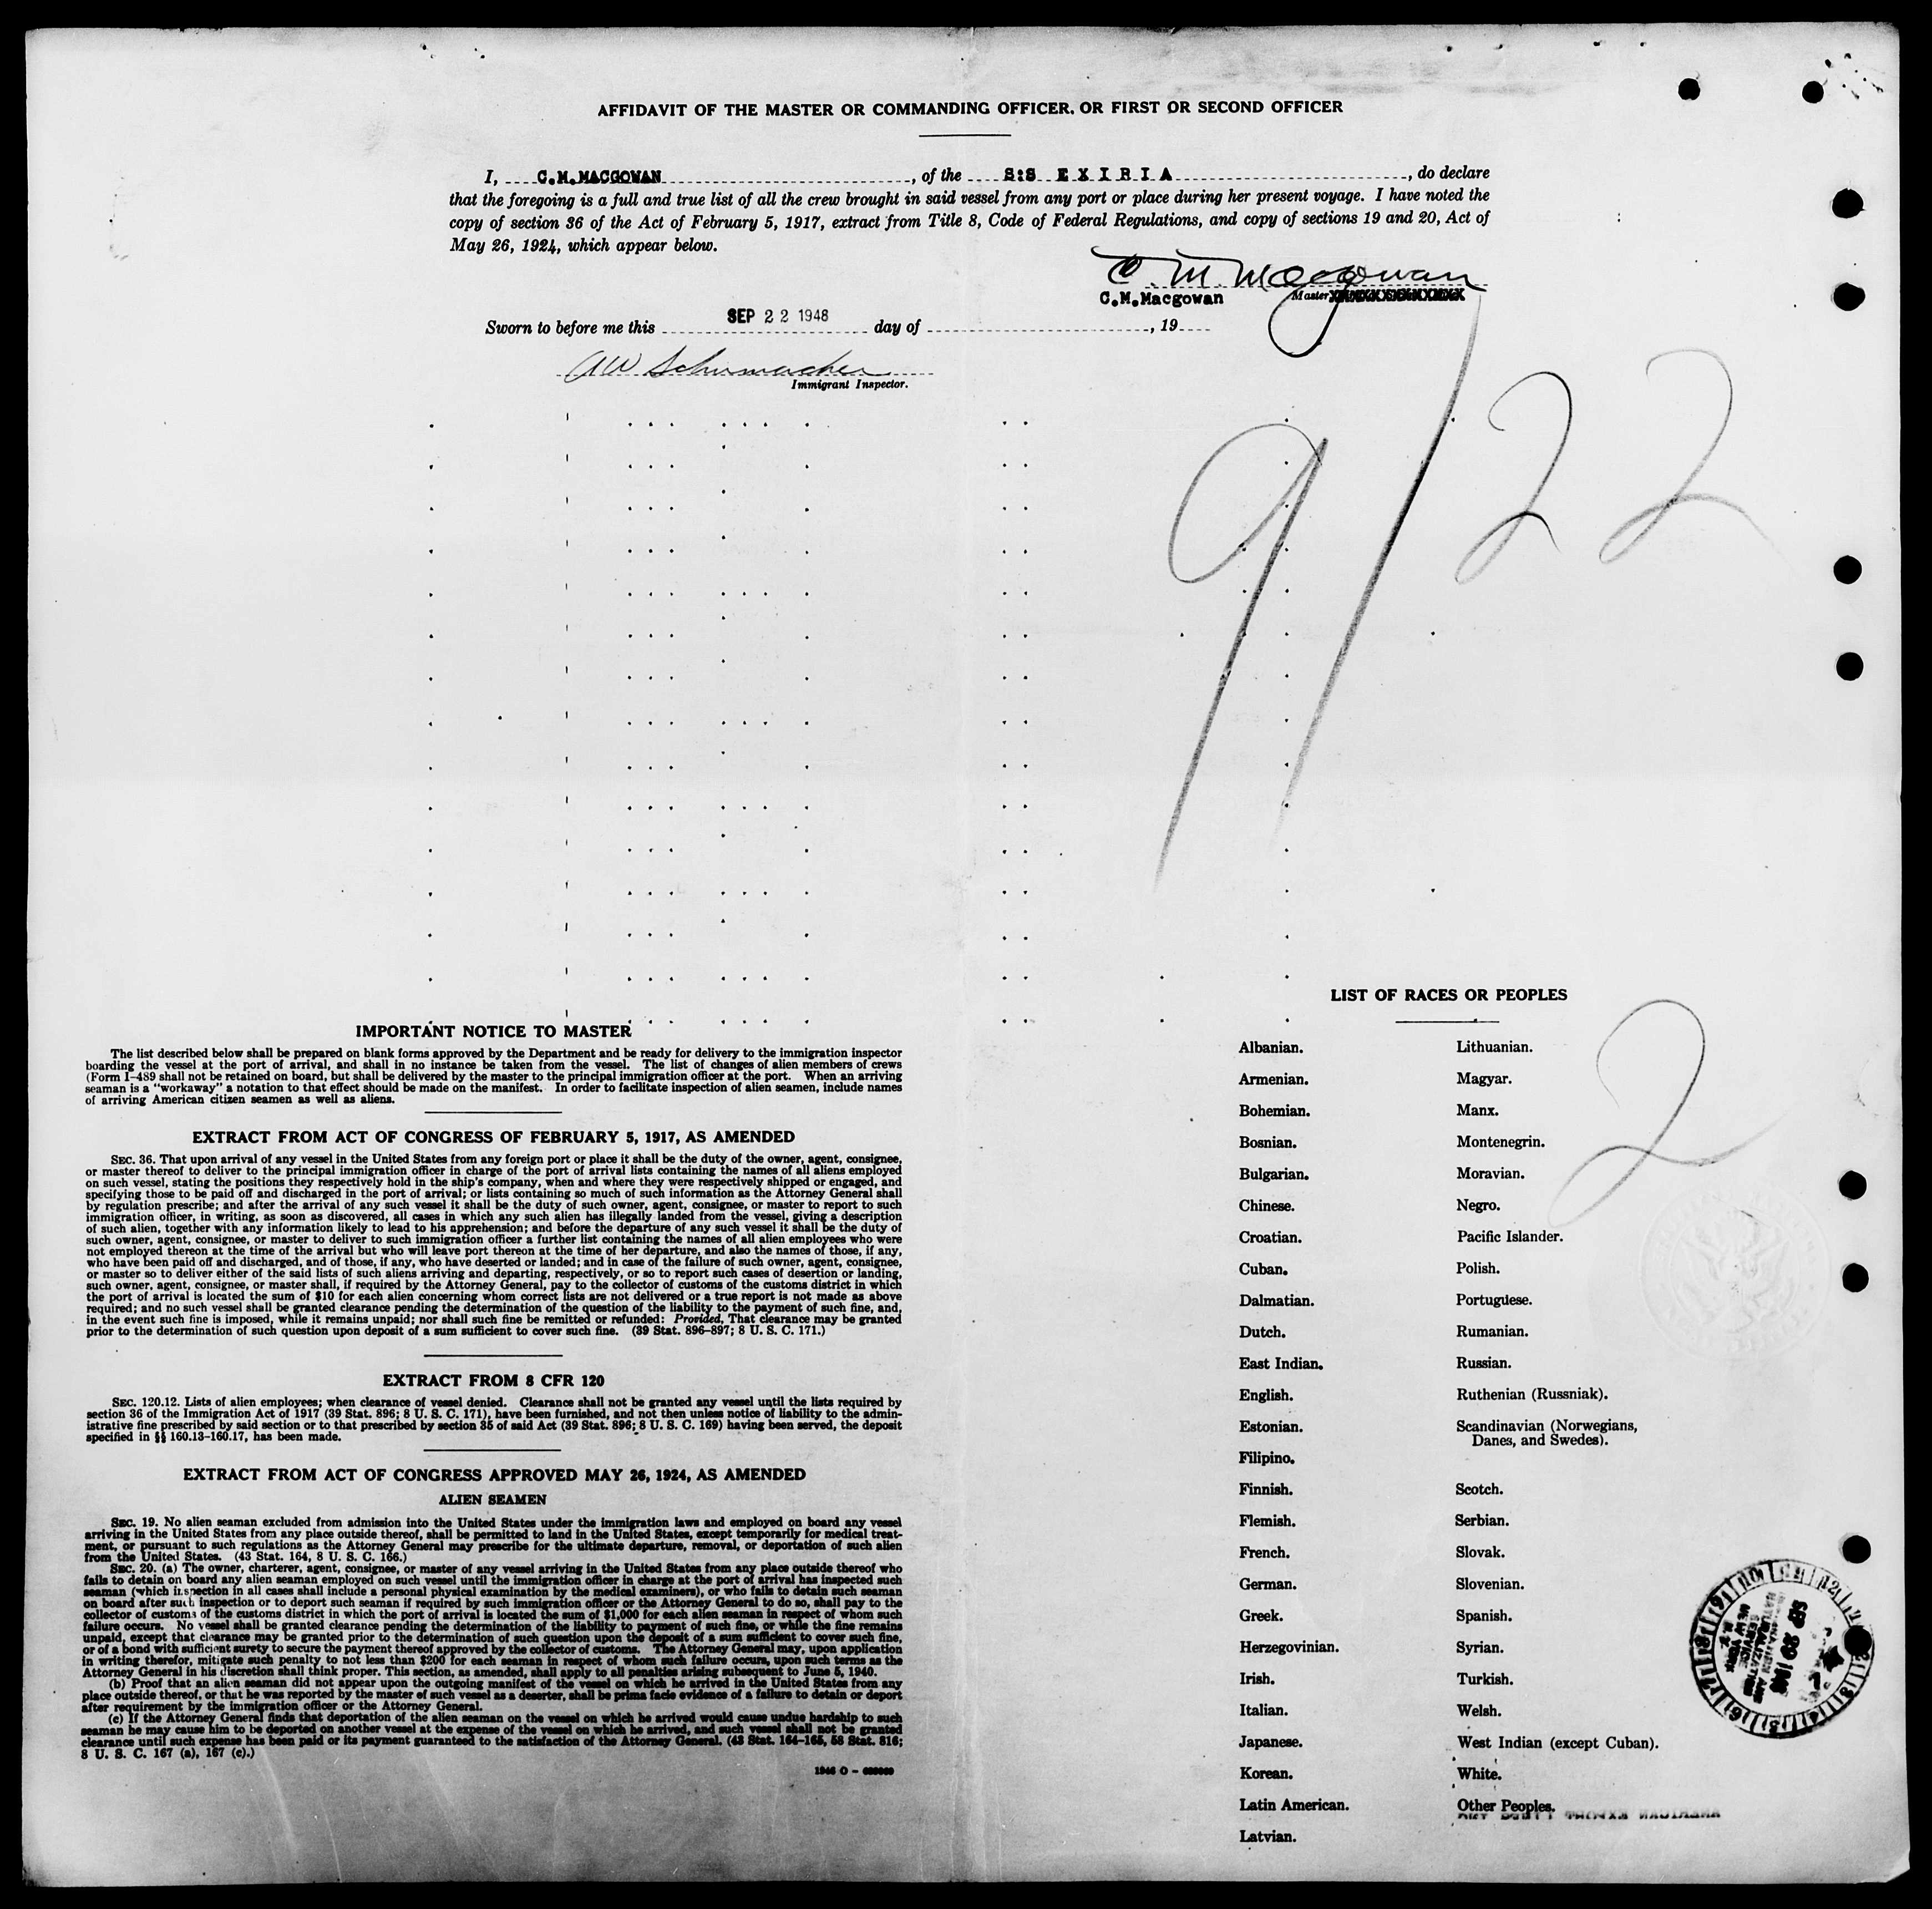 AFFIDAVIT OF THE MASTER OR COMMANDING OFFICER, OR FIRST OR SECOND OFFICER
I, C.M.MACGOWAN, of the S:S E X I R I A, do declare
that the foregoing is a full and true list of all the crew brought in said vessel from any port or place during her present voyage. I have noted the
copy of section 36 of the Act of February 5, 1917, extract from Title 8, Code of Federal Regulations, and copy of sections 19 and 20, Act of
May 26, 1924, which appear below.
C. M. Macgowan
C.M.Macgowan Master
Sworn to before me this SEP 22 1948 day of , 19
AW Schumacher
Immigrant Inspector.
9/22
IMPORTANT NOTICE TO MASTER
The list described below shall be prepared on blank forms approved by the Department and be ready for delivery to the immigration inspector
boarding the vessel at the port of arrival, and shall in no instance be taken from the vessel. The list of changes of alien members of crews
(Form I-489 shall not be retained on board, but shall be delivered by the master to the principal immigration officer at the port. When an arriving
seaman is a "workaway" a notation to that effect should be made on the manifest. In order to facilitate inspection of alien seamen, include names
of arriving American citizen seamen as well as aliens.
EXTRACT FROM ACT OF CONGRESS OF FEBRUARY 5, 1917, AS AMENDED
SEC. 36. That upon arrival of any vessel in the United States from any foreign port or place it shall be the duty of the owner, agent, consignee,
or master thereof to deliver to the principal immigration officer in charge of the port of arrival lists containing the names of all aliens employed
on such vessel, stating the positions they respectively hold in the ship's company, when and where they were respectively shipped or engaged, and
specifying those to be paid off and discharged in the port of arrival; or lists containing so much of such information as the Attorney General shall
by regulation prescribe; and after the arrival of any such vessel it shall be the duty of such owner, agent, consignee, or master to report to such
immigration officer, in writing, as soon as discovered, all cases in which any such alien has illegally landed from the vessel, giving a description
of such alien, together with any information likely to lead to his apprehension; and before the departure of any such vessel it shall be the duty of
such owner, agent, consignee, or master to deliver to such immigration officer a further list containing the names of all alien employees who were
not employed thereon at the time of the arrival but who will leave port thereon at the time of her departure, and also the names of those, if any,
who have been paid off and discharged, and of those, if any, who have deserted or landed; and in case of the failure of such owner, agent, consignee,
or master so to deliver either of the said lists of such aliens arriving and departing, respectively, or so to report such cases of desertion or landing,
such owner, agent, consignee, or master shall, if required by the Attorney General, pay to the collector of customs of the customs district in which
the port of arrival is located the sum of $10 for each alien concerning whom correct lists are not delivered or a true report is not made as above
required; and no such vessel shall be granted clearance pending the determination of the question of the liability to the payment of such fine, and,
in the event such fine is imposed, while it remains unpaid; nor shall such fine be remitted or refunded: Provided, That clearance may be granted
prior to the determination of such question upon deposit of a sum sufficient to cover such fine. (39 Stat. 896-897; 8 U. S. C. 171.)
EXTRACT FROM 8 CFR 120
SEC. 120.12. Lists of alien employees; when clearance of vessel denied. Clearance shall not be granted any vessel until the lists required by
section 36 of the Immigration Act of 1917 (39 Stat. 896; 8 U. S. C. 171), have been furnished, and not then unless notice of liability to the admin-
istrative fine prescribed by said section or to that prescribed by section 35 of said Act (39 Stat. 896; 8 U. S. C. 169) having been served, the deposit
specified in §§ 160.13-160.17, has been made.
EXTRACT FROM ACT OF CONGRESS APPROVED MAY 26, 1924, AS AMENDED
ALIEN SEAMEN
SEC. 19. No alien seaman excluded from admission into the United States under the immigration laws and employed on board any vessel
arriving in the United States from any place outside thereof, shall be permitted to land in the United States, except temporarily for medical treat-
ment, or pursuant to such regulations as the Attorney General may prescribe for the ultimate departure, removal, or deportation of such alien
from the United States. (43 Stat. 164, 8 U. S. C. 166.)
SEC. 20. (a) The owner, charterer, agent, consignee, or master of any vessel arriving in the United States from any place outside thereof who
fails to detain on board any alien seaman employed on such vessel until the immigration officer in charge at the port of arrival has inspected such
seaman (which inspection in all cases shall include a personal physical examination by the medical examiners), or who fails to detain such seaman
on board after such inspection or to deport such seaman if required by such immigration officer or the Attorney General to do so, shall pay to the
collector of customs of the customs district in which the port of arrival is located the sum of $1,000 for each alien seaman in respect of whom such
failure occurs. No vessel shall be granted clearance pending the determination of the liability to payment of such fine, or while the fine remains
unpaid, except that clearance may be granted prior to the determination of such question upon the deposit of a sum sufficient to cover such fine,
or of a bond with sufficient surety to secure the payment thereof approved by the collector of customs. The Attorney General may, upon application
in writing therefor, mitigate such penalty to not less than $200 for each seaman in respect of whom such failure occurs, upon such terms as the
Attorney General in his discretion shall think proper. This section, as amended, shall apply to all penalties arising subsequent to June 5, 1940.
(b) Proof that an alien seaman did not appear upon the outgoing manifest of the vessel on which he arrived in the United States from any
place outside thereof, or that he was reported by the master of such vessel as a deserter, shall be prima facie evidence of a failure to detain or deport
after requirement by the immigration officer or the Attorney General.
(c) If the Attorney General finds that deportation of the alien seaman on the vessel on which he arrived would cause undue hardship to such
seaman he may cause him to be deported on another vessel at the expense of the vessel on which he arrived, and such vessel shall not be granted
clearance until such expense has been paid or its payment guaranteed to the satisfaction of the Attorney General. (43 Stat. 164-165, 58 Stat. 816;
8 U. S. C. 167 (a), 167 (c).)
1946 O -
LIST OF RACES OR PEOPLES
2
Albanian. Lithuanian.
Armenian. Magyar.
Bohemian. Manx.
Bosnian. Montenegrin.
Bulgarian. Moravian.
Chinese. Negro.
Croatian. Pacific Islander.
Cuban. Polish.
Dalmatian. Portuguese.
Dutch. Rumanian.
East Indian. Russian.
English. Ruthenian (Russniak).
Estonian. Scandinavian (Norwegians,
Danes, and Swedes).
Filipino.
Finnish. Scotch.
Flemish. Serbian.
French. Slovak.
German. Slovenian.
Greek. Spanish.
Herzegovinian. Syrian.
Irish. Turkish.
Italian. Welsh.
Japanese. West Indian (except Cuban).
Korean. White.
Latin American. Other Peoples.
Latvian.